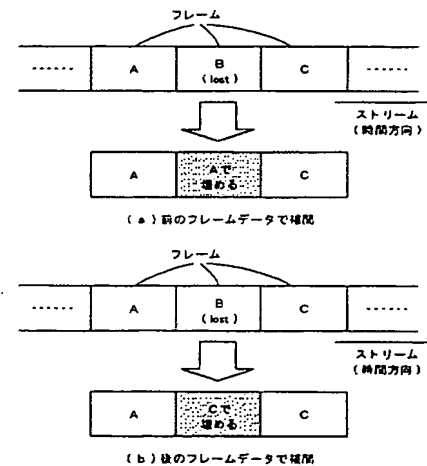 フレーム
...... A B C ......
(lost)
ストリーム
(時間方向)
A Aで C
埋める
(a)前のフレームデータで補間
フレーム
...... A B C ......
(lost)
ストリーム
(時間方向)
A Cで C
埋める
(b)後のフレームデータで補間